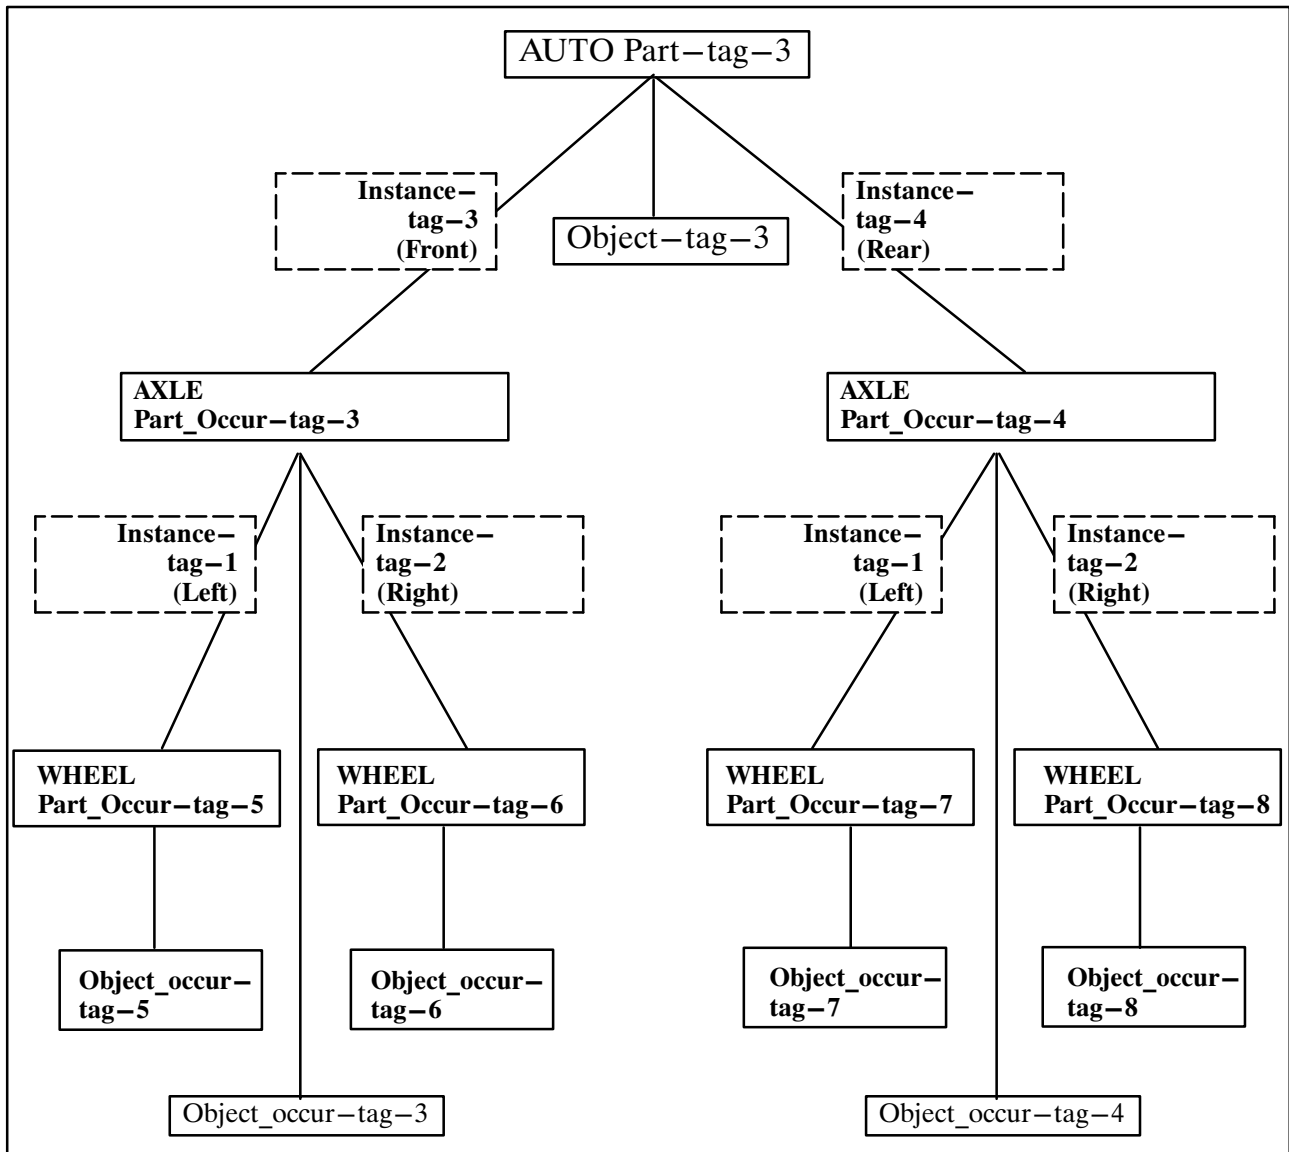 AUTO Part−tag−3
Instance−
tag−3
(Front)
Object−tag−3
Instance−
tag−4
(Rear)
AXLE
Part_Occur−tag−3
AXLE
Part_Occur−tag−4
Instance−
tag−1
(Left)
Instance−
tag−2
(Right)
Instance−
tag−1
(Left)
Instance−
tag−2
(Right)
WHEEL
Part_Occur−tag−5
WHEEL
Part_Occur−tag−6
WHEEL
Part_Occur−tag−7
WHEEL
Part_Occur−tag−8
Object_occur−
tag−5
Object_occur−
tag−6
Object_occur−
tag−7
Object_occur−
tag−8
Object_occur−tag−3
Object_occur−tag−4